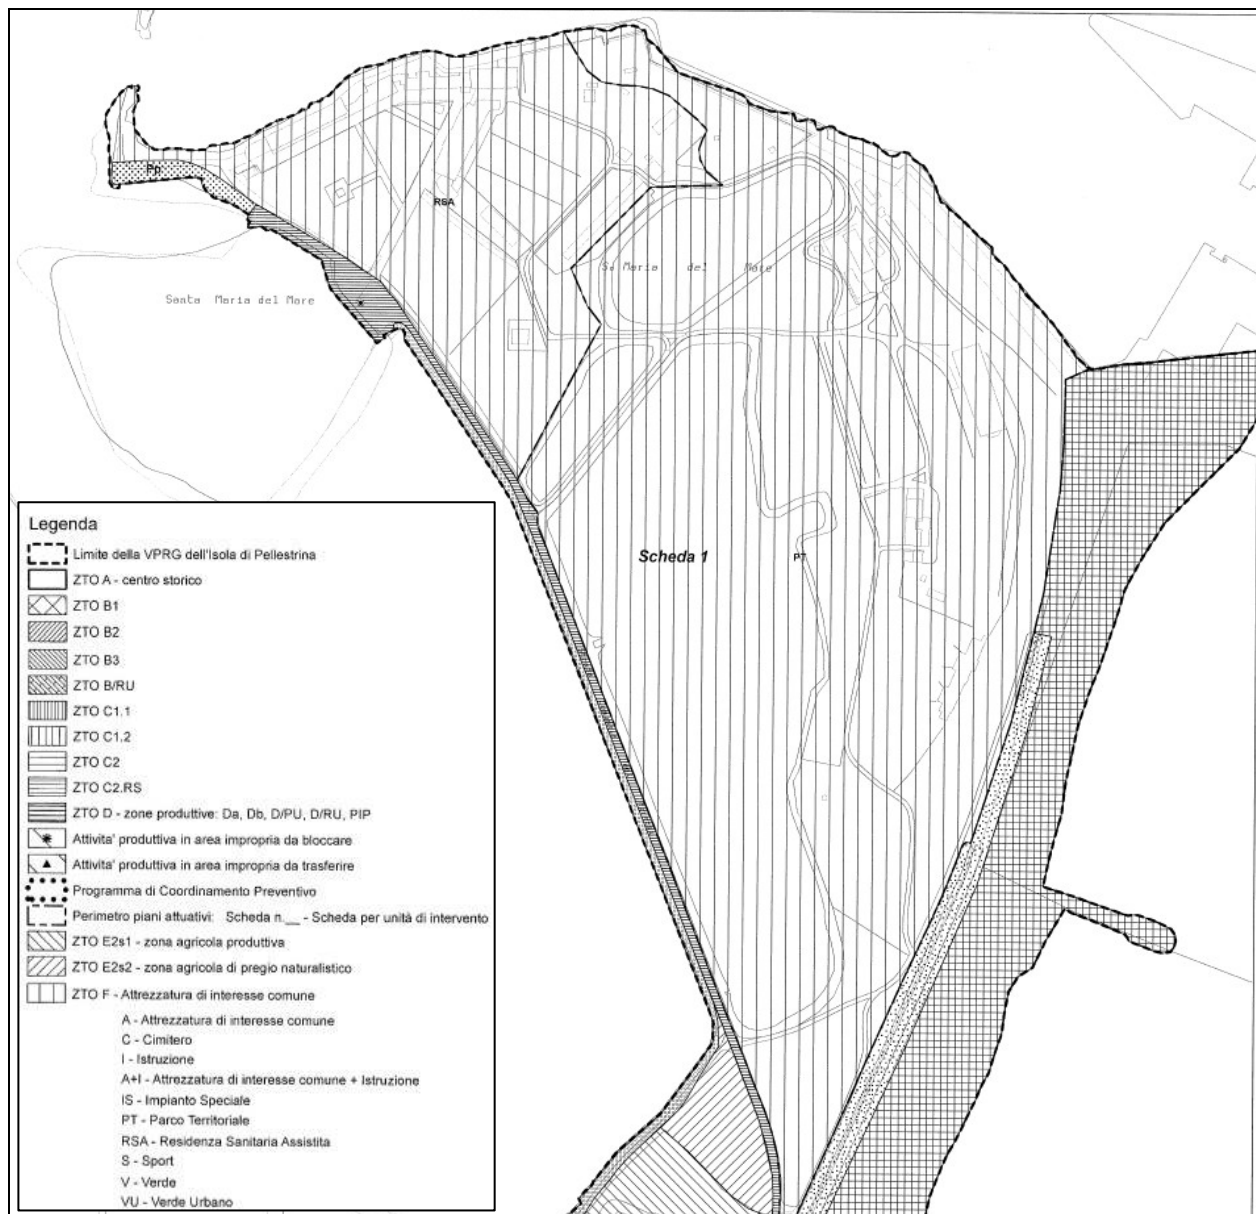 Pp
RSA
Sa Maria del Mare
Santa Maria del Mare
Scheda 1
PT
Legenda
Limite della VPRG dell'Isola di Pellestrina
ZTO A - centro storico
ZTO B1
ZTO B2
ZTO B3
ZTO B/RU
ZTO C1.1
ZTO C1.2
ZTO C2
ZTO C2.RS
ZTO D - zone produttive: Da, Db, D/PU, D/RU, PIP
Attivita' produttiva in area impropria da bloccare
Attivita' produttiva in area impropria da trasferire
Programma di Coordinamento Preventivo
Perimetro piani attuativi: Scheda n.__ - Scheda per unità di intervento
ZTO E2s1 - zona agricola produttiva
ZTO E2s2 - zona agricola di pregio naturalistico
ZTO F - Attrezzatura di interesse comune
A - Attrezzatura di interesse comune
C - Cimitero
I - Istruzione
A+I - Attrezzatura di interesse comune + Istruzione
IS - Impianto Speciale
PT - Parco Territoriale
RSA - Residenza Sanitaria Assistita
S - Sport
V - Verde
VU - Verde Urbano